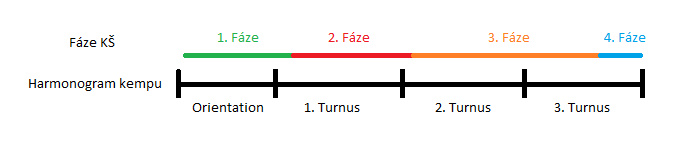 1. Fáze 2. Fáze 3. Fáze 4. Fáze
Fáze KŠ
Harmonogram kempu
Orientation 1. Turnus 2. Turnus 3. Turnus